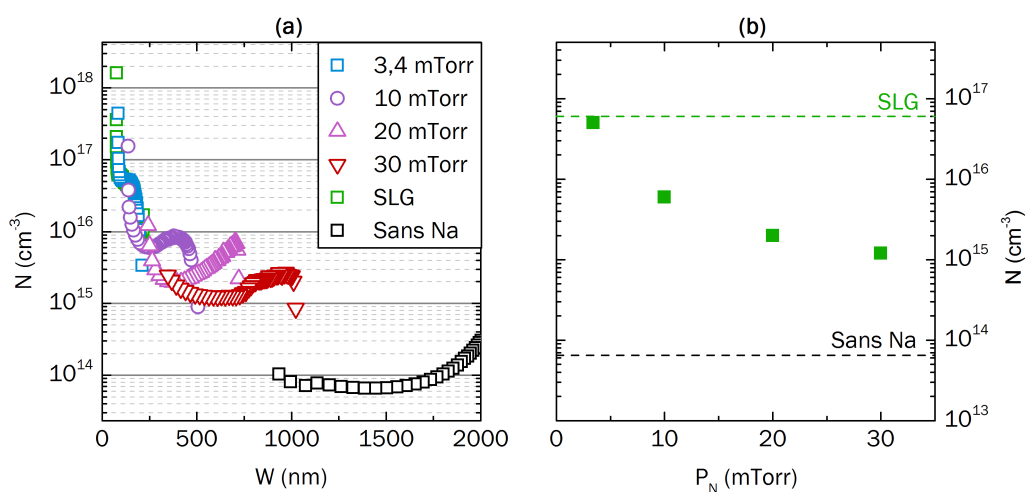 (a)
(b)
3,4 mTorr
10 mTorr
20 mTorr
30 mTorr
SLG
Sans Na
10^18
10^17
10^16
10^15
10^14
N (cm^-3)
0
500
1000
1500
2000
W (nm)
SLG
Sans Na
10^17
10^16
10^15
10^14
10^13
N (cm^-3)
0
10
20
30
P_N (mTorr)